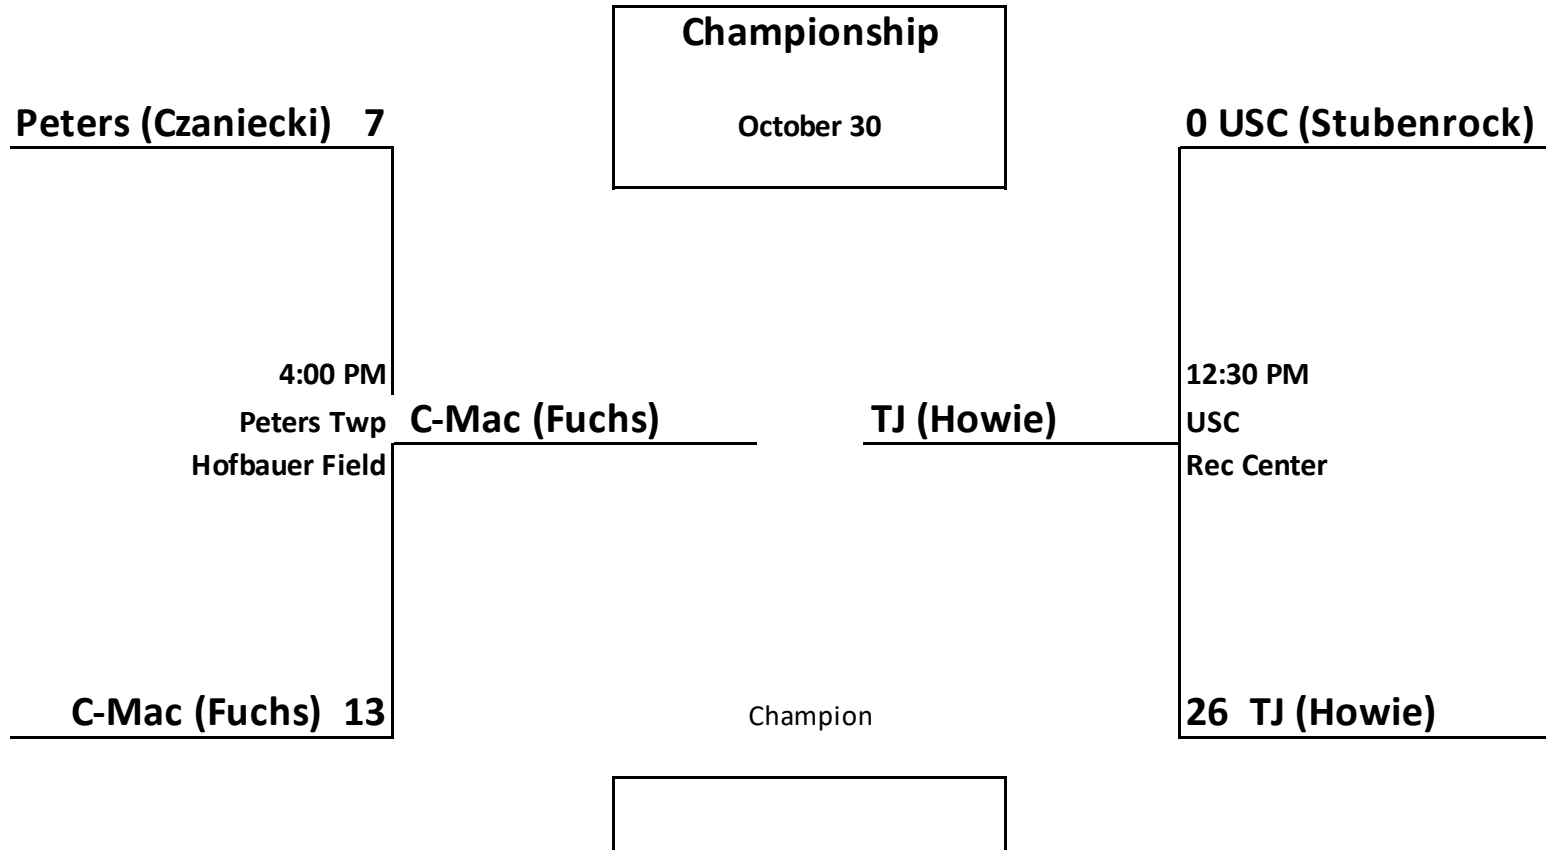 Championship
Peters (Czaniecki) 7
October 30
0 USC (Stubenrock)
4:00 PM
12:30 PM
Peters Twp
C-Mac (Fuchs)
TJ (Howie)
USC
Hofbauer Field
Rec Center
C-Mac (Fuchs) 13
Champion
26 TJ (Howie)